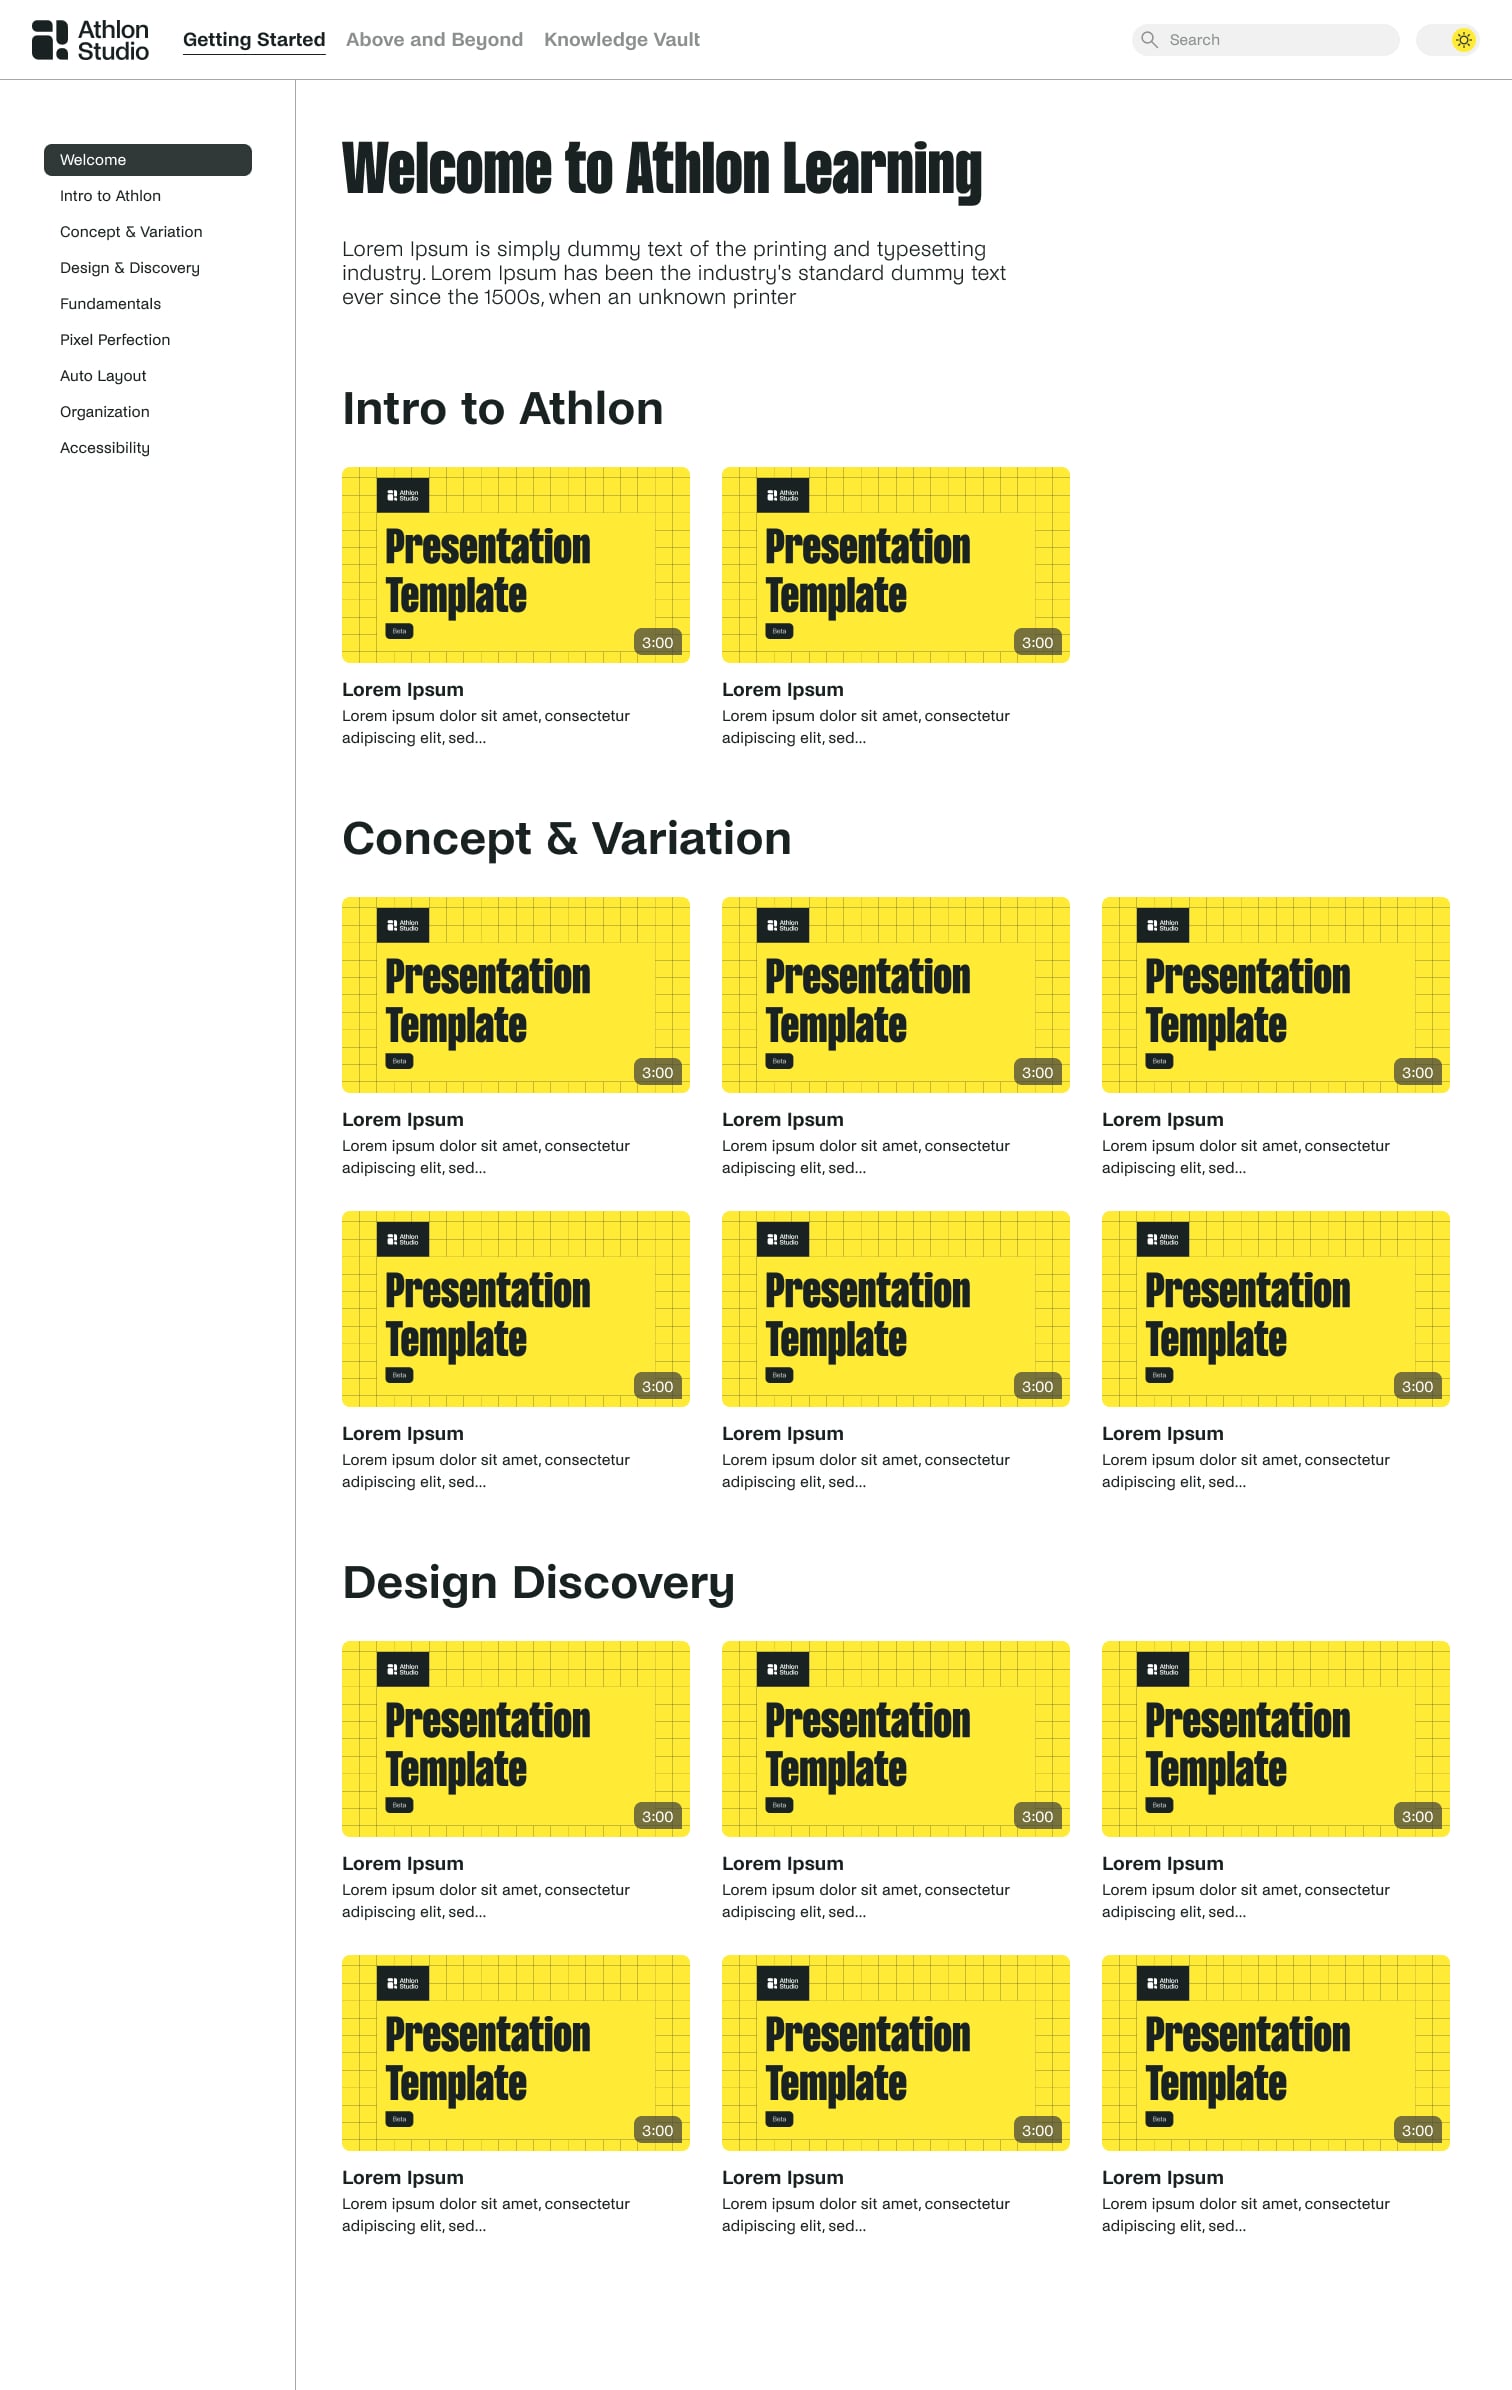 Athlon
Studio
Getting Started
Above and Beyond
Knowledge Vault
Search
Welcome
Intro to Athlon
Concept & Variation
Design & Discovery
Fundamentals
Pixel Perfection
Auto Layout
Organization
Accessibility
Welcome to Athlon Learning
Lorem Ipsum is simply dummy text of the printing and typesetting
industry. Lorem Ipsum has been the industry's standard dummy text
ever since the 1500s, when an unknown printer
Intro to Athlon
Athlon
Studio
Presentation
Template
Beta
3:00
Lorem Ipsum
Lorem ipsum dolor sit amet, consectetur
adipiscing elit, sed...
Athlon
Studio
Presentation
Template
Beta
3:00
Lorem Ipsum
Lorem ipsum dolor sit amet, consectetur
adipiscing elit, sed...
Concept & Variation
Athlon
Studio
Presentation
Template
Beta
3:00
Lorem Ipsum
Lorem ipsum dolor sit amet, consectetur
adipiscing elit, sed...
Athlon
Studio
Presentation
Template
Beta
3:00
Lorem Ipsum
Lorem ipsum dolor sit amet, consectetur
adipiscing elit, sed...
Athlon
Studio
Presentation
Template
Beta
3:00
Lorem Ipsum
Lorem ipsum dolor sit amet, consectetur
adipiscing elit, sed...
Athlon
Studio
Presentation
Template
Beta
3:00
Lorem Ipsum
Lorem ipsum dolor sit amet, consectetur
adipiscing elit, sed...
Athlon
Studio
Presentation
Template
Beta
3:00
Lorem Ipsum
Lorem ipsum dolor sit amet, consectetur
adipiscing elit, sed...
Athlon
Studio
Presentation
Template
Beta
3:00
Lorem Ipsum
Lorem ipsum dolor sit amet, consectetur
adipiscing elit, sed...
Design Discovery
Athlon
Studio
Presentation
Template
Beta
3:00
Lorem Ipsum
Lorem ipsum dolor sit amet, consectetur
adipiscing elit, sed...
Athlon
Studio
Presentation
Template
Beta
3:00
Lorem Ipsum
Lorem ipsum dolor sit amet, consectetur
adipiscing elit, sed...
Athlon
Studio
Presentation
Template
Beta
3:00
Lorem Ipsum
Lorem ipsum dolor sit amet, consectetur
adipiscing elit, sed...
Athlon
Studio
Presentation
Template
Beta
3:00
Lorem Ipsum
Lorem ipsum dolor sit amet, consectetur
adipiscing elit, sed...
Athlon
Studio
Presentation
Template
Beta
3:00
Lorem Ipsum
Lorem ipsum dolor sit amet, consectetur
adipiscing elit, sed...
Athlon
Studio
Presentation
Template
Beta
3:00
Lorem Ipsum
Lorem ipsum dolor sit amet, consectetur
adipiscing elit, sed...